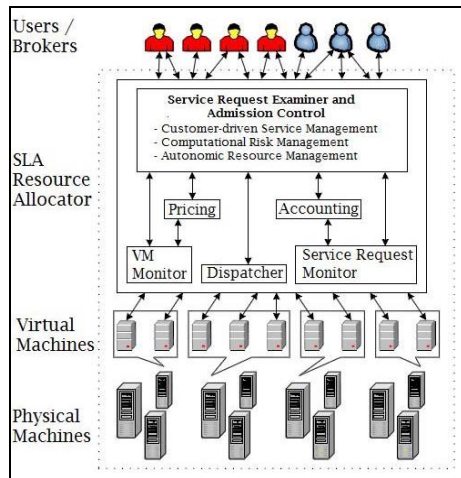 Users /
Brokers
Service Request Examiner and
Admission Control
- Customer-driven Service Management
- Computational Risk Management
- Autonomic Resource Management
SLA
Resource
Allocator
Pricing
Accounting
VM
Monitor
Dispatcher
Service Request
Monitor
Virtual
Machines
Physical
Machines